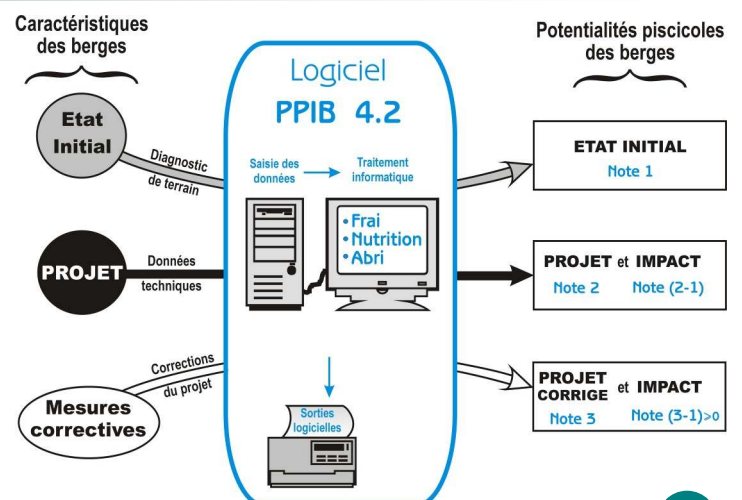 Caractéristiques
des berges
Etat
Initial
Diagnostic
de terrain
PROJET
Données
techniques
Mesures
correctives
Corrections
du projet
Logiciel
PPIB 4.2
Saisie des
données
Traitement
informatique
• Frai
• Nutrition
• Abri
Sorties
logicielles
Potentialités piscicoles
des berges
ETAT INITIAL
Note 1
PROJET et IMPACT
Note 2 Note (2-1)
PROJET
CORRIGE et IMPACT
Note 3 Note (3-1)>0